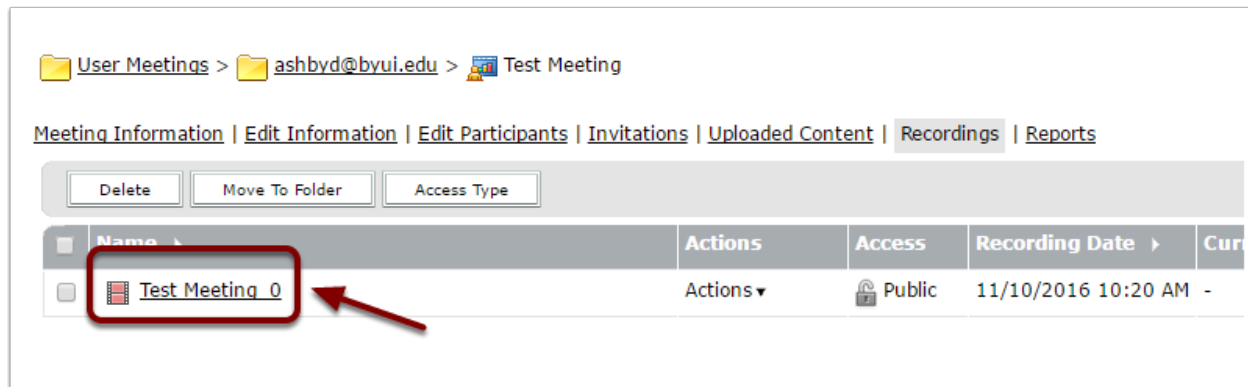 User Meetings > ashbyd@byui.edu > Test Meeting
Meeting Information | Edit Information | Edit Participants | Invitations | Uploaded Content | Recordings | Reports
Delete Move To Folder Access Type
Name Actions Access Recording Date Curr
Test Meeting_0 Actions Public 11/10/2016 10:20 AM -